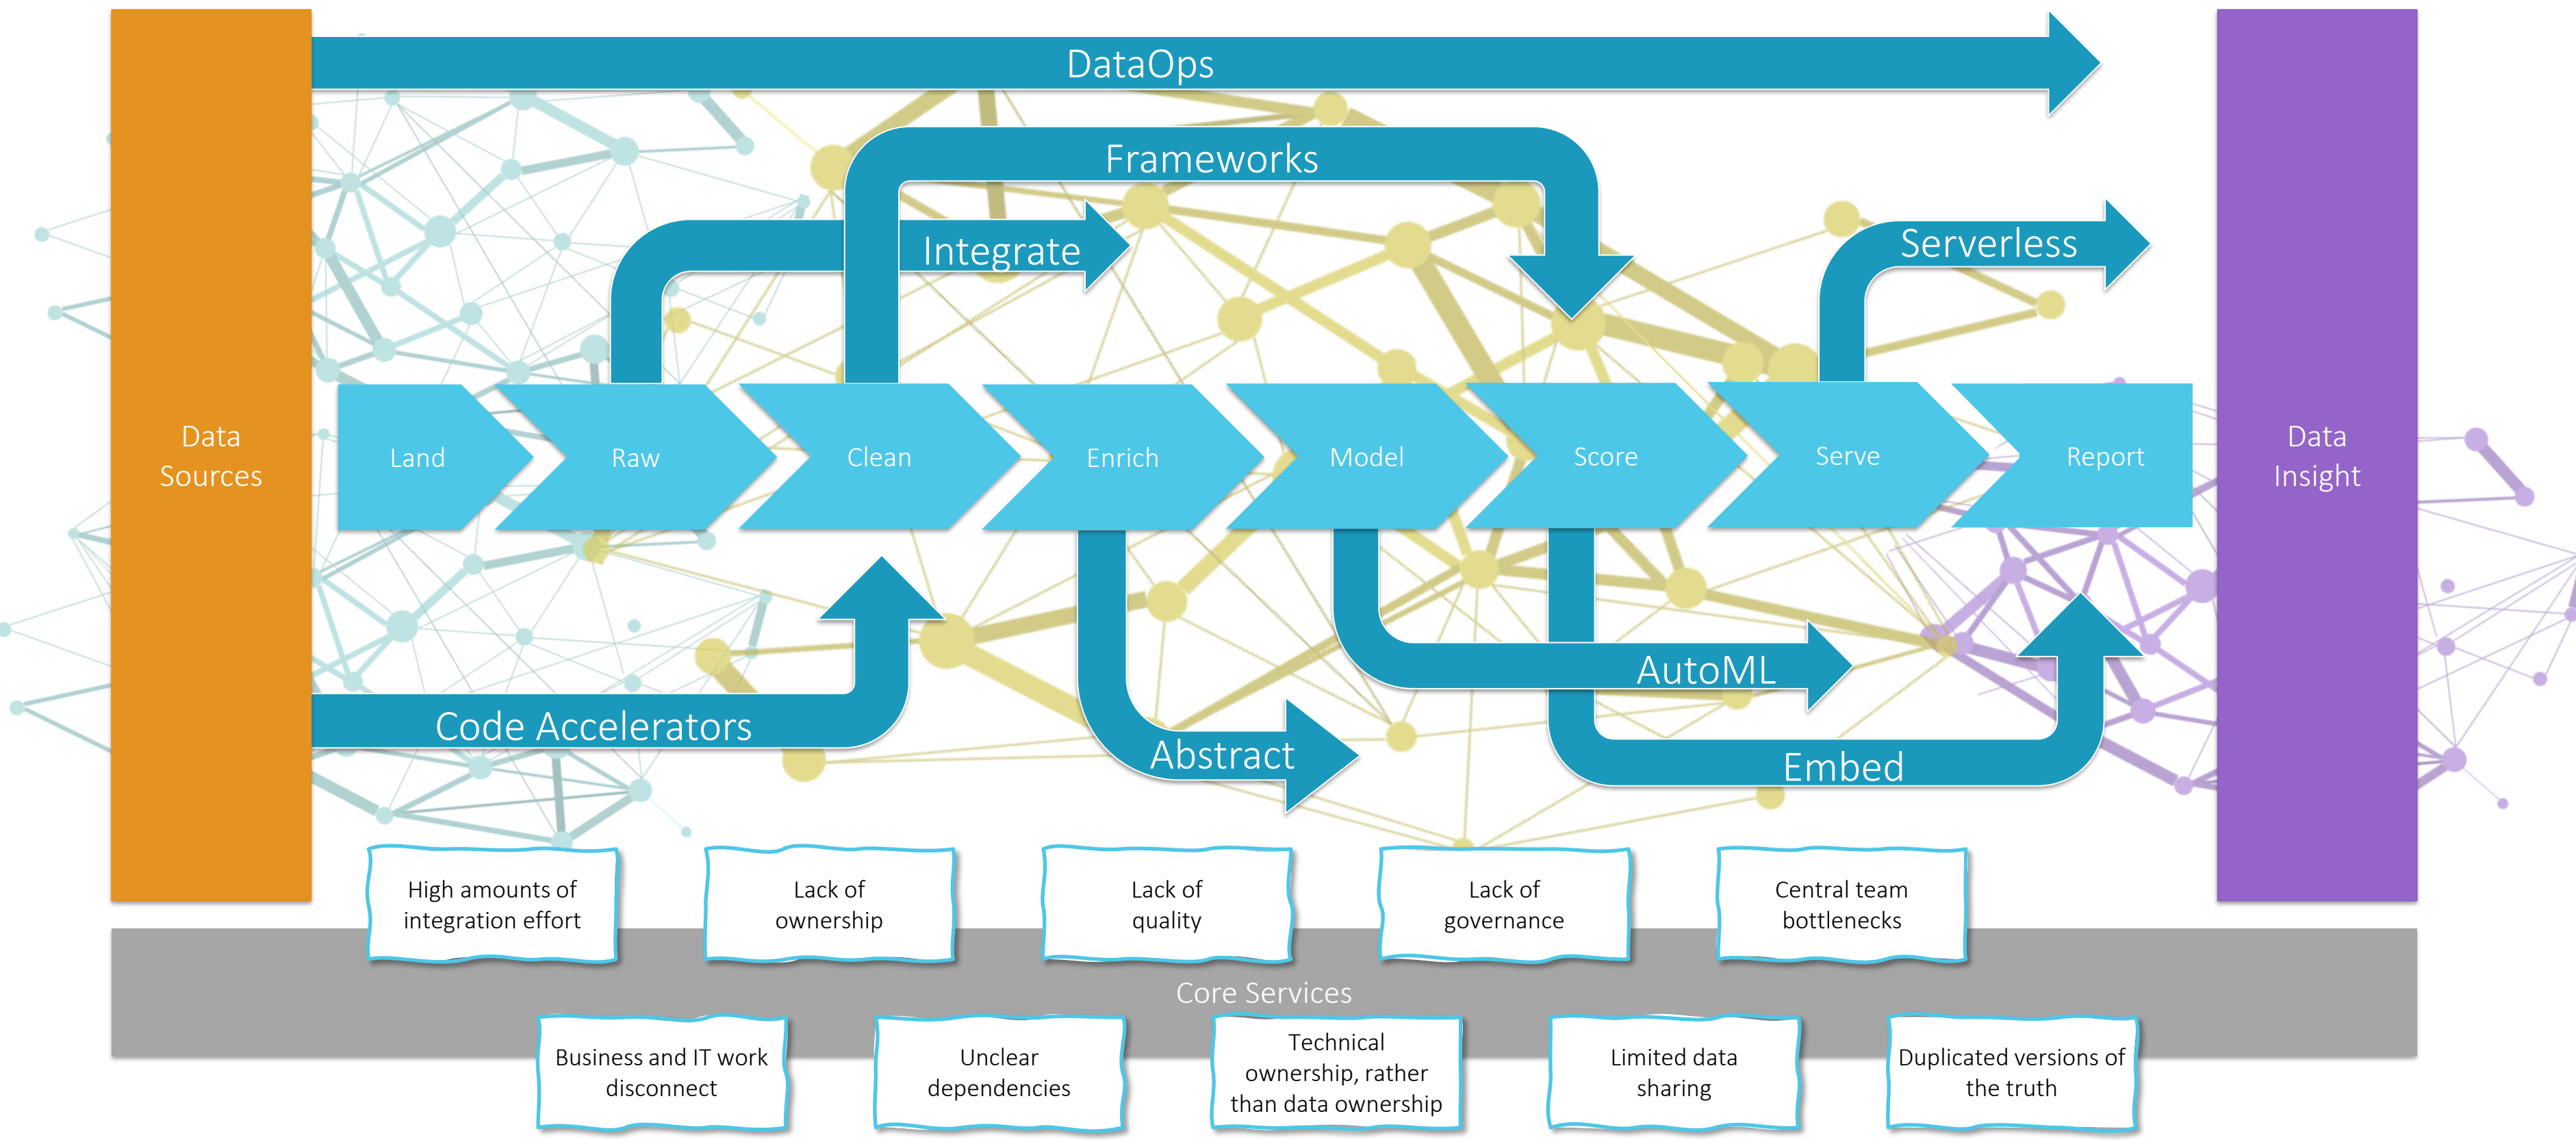 DataOps
Frameworks
Integrate
Serverless
Data
Sources
Land
Raw
Clean
Enrich
Model
Score
Serve
Report
Data
Insight
Code Accelerators
Abstract
AutoML
Embed
High amounts of
integration effort
Lack of
ownership
Lack of
quality
Lack of
governance
Central team
bottlenecks
Core Services
Business and IT work
disconnect
Unclear
dependencies
Technical
ownership, rather
than data ownership
Limited data
sharing
Duplicated versions of
the truth